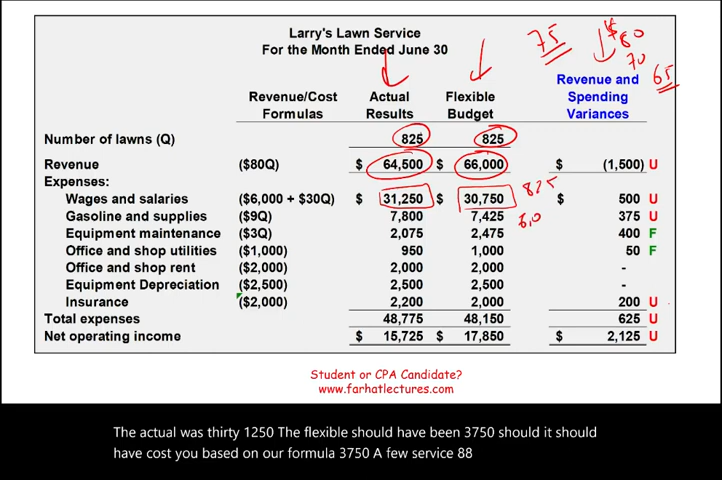 Larry's Lawn Service
For the Month Ended June 30
75
$80
70
65
Revenue/Cost Formulas Actual Results Flexible Budget Revenue and Spending Variances
Number of lawns (Q) 825 825
Revenue ($80Q) $ 64,500 $ 66,000 $ (1,500) U
Expenses:
Wages and salaries ($6,000 + $30Q) $ 31,250 $ 30,750 $ 500 U
825
Gasoline and supplies ($9Q) 7,800 7,425 375 U
Equipment maintenance ($3Q) 2,075 2,475 400 F
Office and shop utilities ($1,000) 950 1,000 50 F
Office and shop rent ($2,000) 2,000 2,000 -
Equipment Depreciation ($2,500) 2,500 2,500 -
Insurance ($2,000) 2,200 2,000 200 U
Total expenses 48,775 48,150 625 U
Net operating income $ 15,725 $ 17,850 $ 2,125 U
Student or CPA Candidate?
www.farhatlectures.com
The actual was thirty 1250 The flexible should have been 3750 should it should
have cost you based on our formula 3750 A few service 88